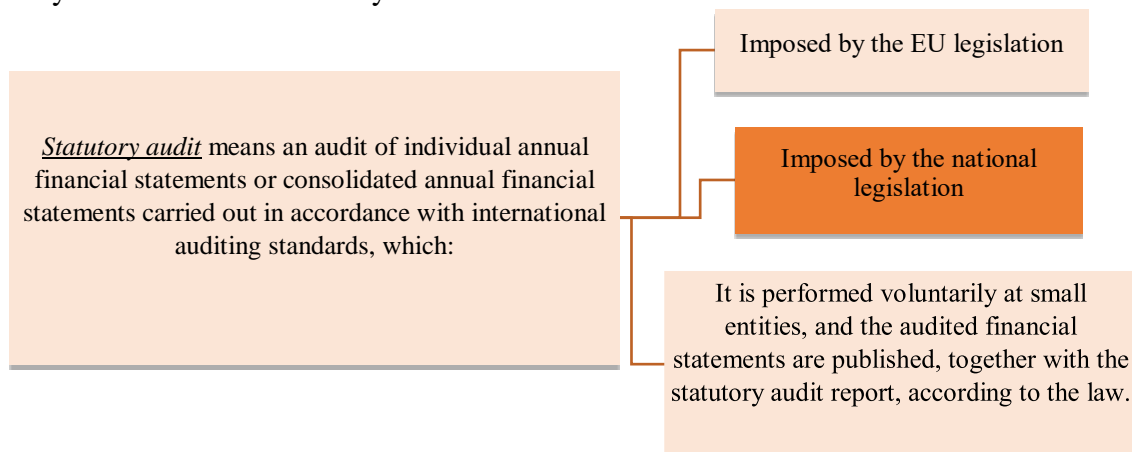 Statutory audit means an audit of individual annual
financial statements or consolidated annual financial
statements carried out in accordance with international
auditing standards, which:
Imposed by the EU legislation
Imposed by the national
legislation
It is performed voluntarily at small
entities, and the audited financial
statements are published, together with the
statutory audit report, according to the law.